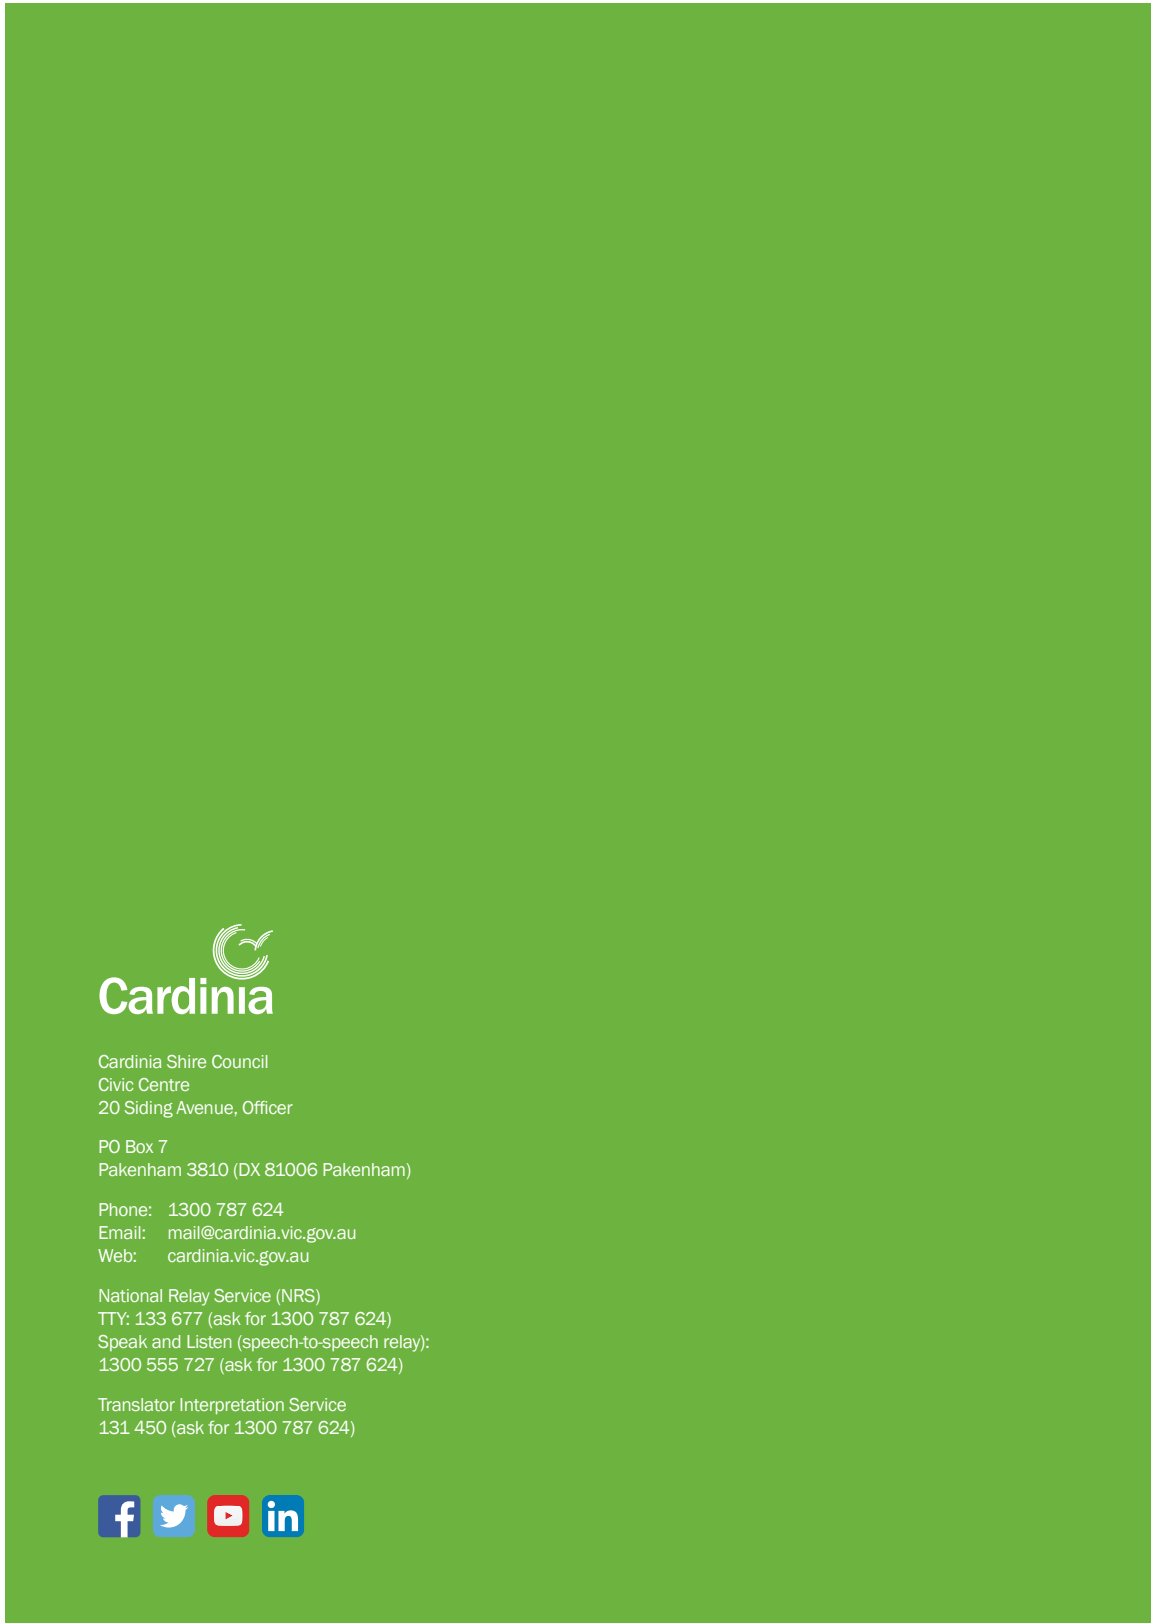 Cardinia
Cardinia Shire Council
Civic Centre
20 Siding Avenue, Officer
PO Box 7
Pakenham 3810 (DX 81006 Pakenham)
Phone: 1300 787 624
Email: mail@cardinia.vic.gov.au
Web: cardinia.vic.gov.au
National Relay Service (NRS)
TTY: 133 677 (ask for 1300 787 624)
Speak and Listen (speech-to-speech relay):
1300 555 727 (ask for 1300 787 624)
Translator Interpretation Service
131 450 (ask for 1300 787 624)
f in